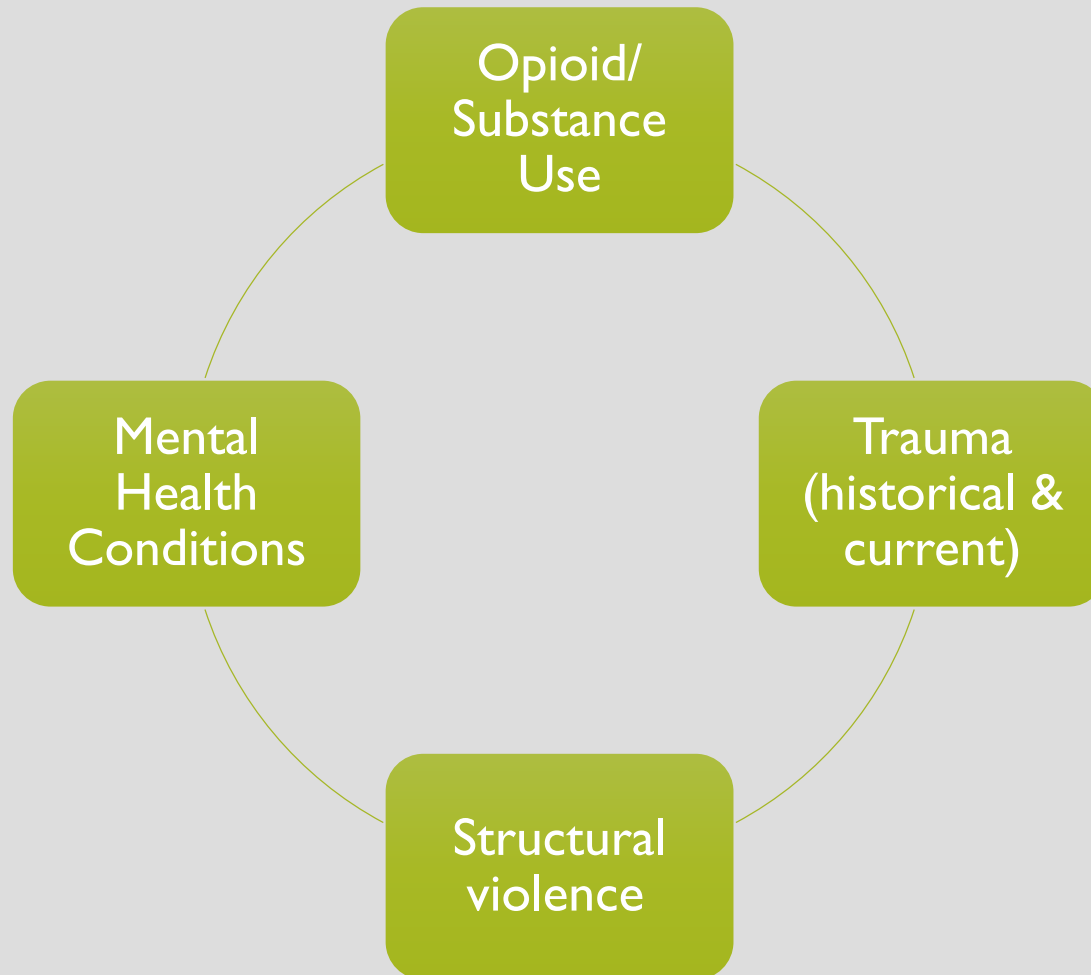 Opioid/
Substance
Use
Mental
Health
Conditions
Trauma
(historical &
current)
Structural
violence